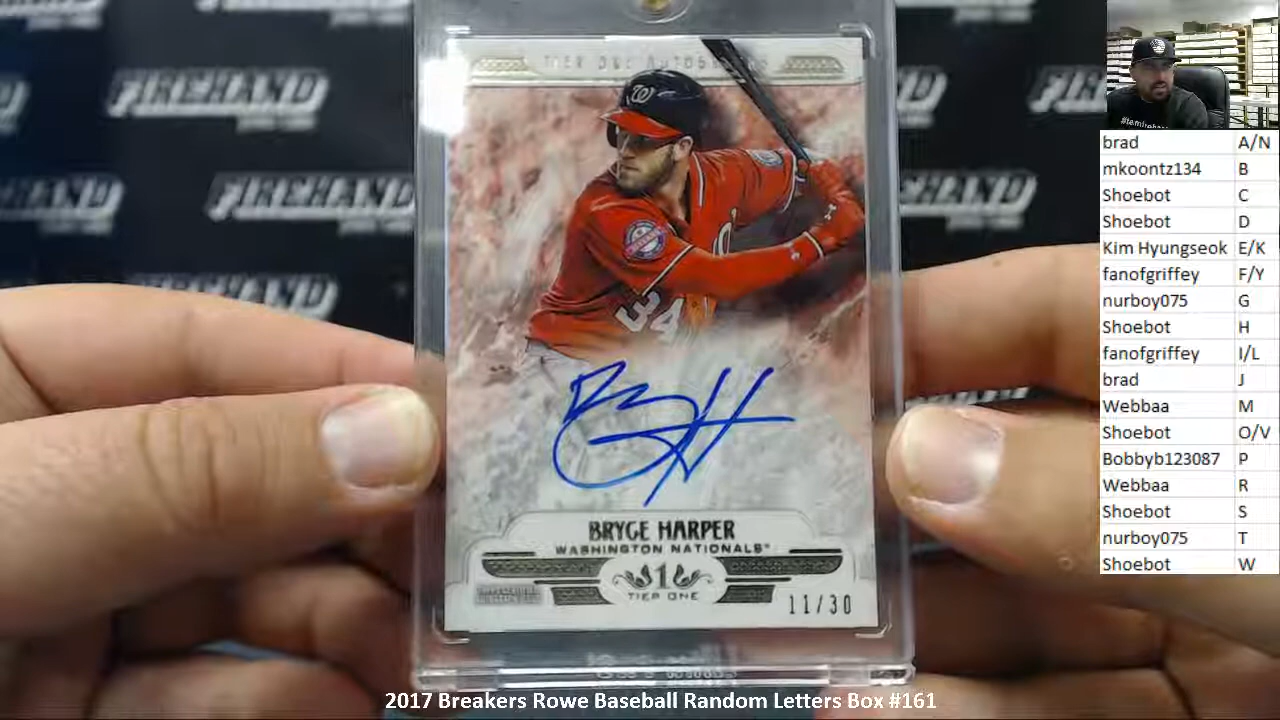 FIREHAND
FIREHAND
FIREHAND
FIREHAND
FIREHAND
TIER ONE AUTOGRAPHS
W
34
BRYCE HARPER
WASHINGTON NATIONALS
1
TIER ONE
11/30
brad A/N
mkoontz134 B
Shoebot C
Shoebot D
Kim Hyungseok E/K
fanofgriffey F/Y
nurboy075 G
Shoebot H
fanofgriffey I/L
brad J
Webbaa M
Shoebot O/V
Bobbyb123087 P
Webbaa R
Shoebot S
nurboy075 T
Shoebot W
2017 Breakers Rowe Baseball Random Letters Box #161